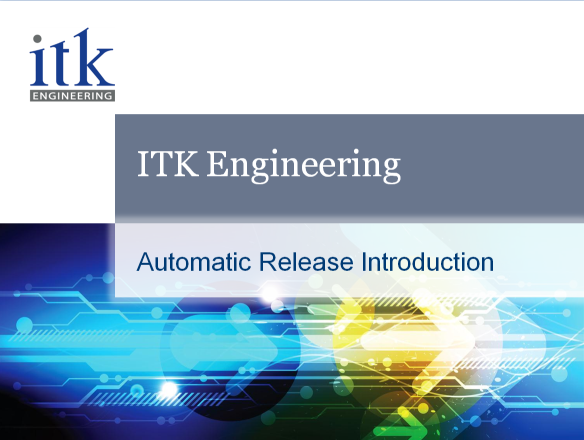 itk
ENGINEERING
ITK Engineering
Automatic Release Introduction